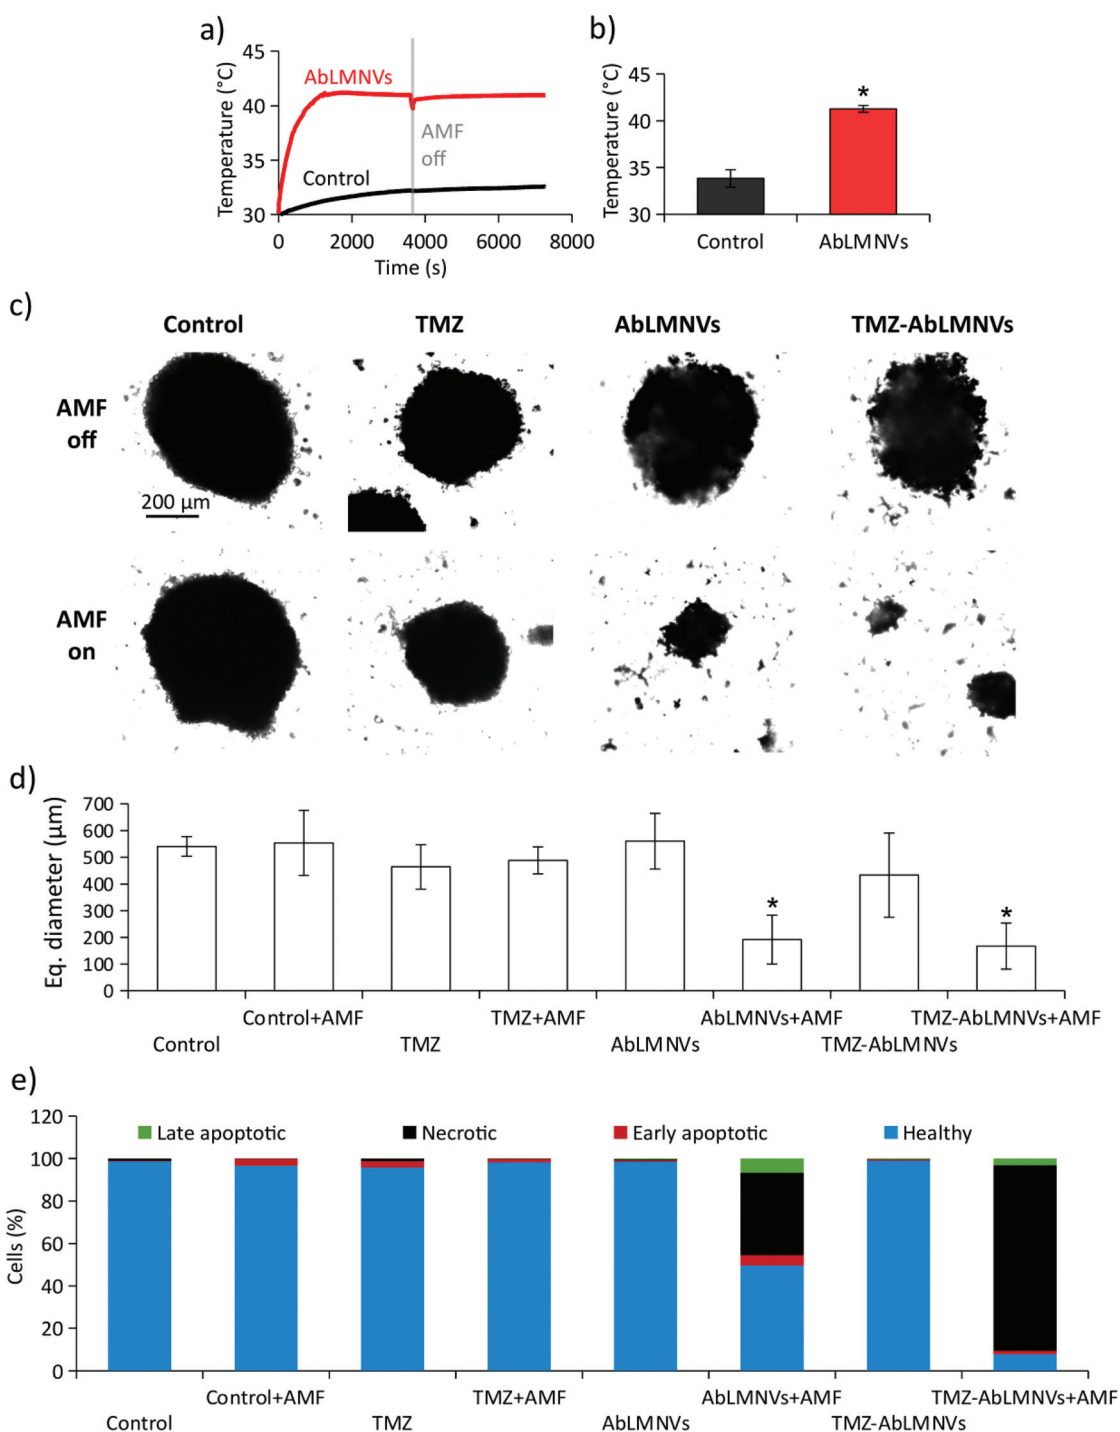 a)
45
40
35
30
Temperature (°C)
AbLMNVs
Control
AMF
off
0 2000 4000 6000 8000
Time (s)
b)
45
40
35
30
Temperature (°C)
*
Control AbLMNVs
c)
Control TMZ AbLMNVs TMZ-AbLMNVs
AMF
off
200 µm
AMF
on
d)
700
600
500
400
300
200
100
0
Eq. diameter (µm)
* *
Control+AMF TMZ+AMF AbLMNVs+AMF TMZ-AbLMNVs+AMF
Control TMZ AbLMNVs TMZ-AbLMNVs
e)
120
100
80
60
40
20
0
Cells (%)
Late apoptotic Necrotic Early apoptotic Healthy
Control+AMF TMZ+AMF AbLMNVs+AMF TMZ-AbLMNVs+AMF
Control TMZ AbLMNVs TMZ-AbLMNVs